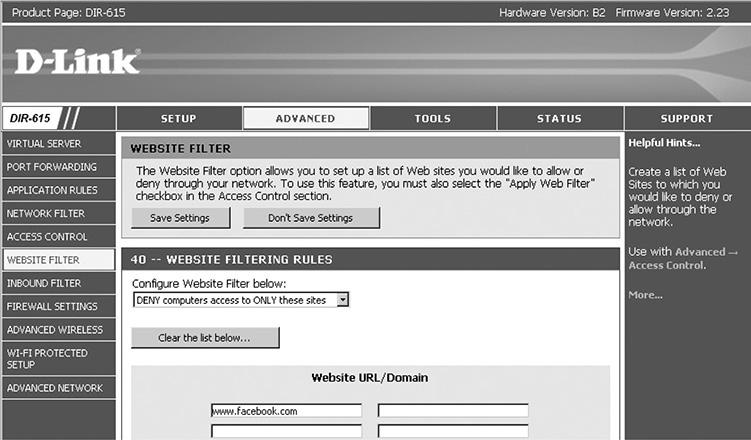 Product Page: DIR-615
Hardware Version: B2 Firmware Version: 2.23
D-Link®
DIR-615
SETUP
ADVANCED
TOOLS
STATUS
SUPPORT
VIRTUAL SERVER
PORT FORWARDING
APPLICATION RULES
NETWORK FILTER
ACCESS CONTROL
WEBSITE FILTER
INBOUND FILTER
FIREWALL SETTINGS
ADVANCED WIRELESS
WI-FI PROTECTED
SETUP
ADVANCED NETWORK
WEBSITE FILTER
The Website Filter option allows you to set up a list of Web sites you would like to allow or
deny through your network. To use this feature, you must also select the "Apply Web Filter"
checkbox in the Access Control section.
Save Settings
Don't Save Settings
40 -- WEBSITE FILTERING RULES
Configure Website Filter below:
DENY computers access to ONLY these sites
Clear the list below...
Website URL/Domain
www.facebook.com
Helpful Hints...
Create a list of Web
Sites to which you
would like to deny or
allow through the
network.
Use with Advanced →
Access Control.
More...